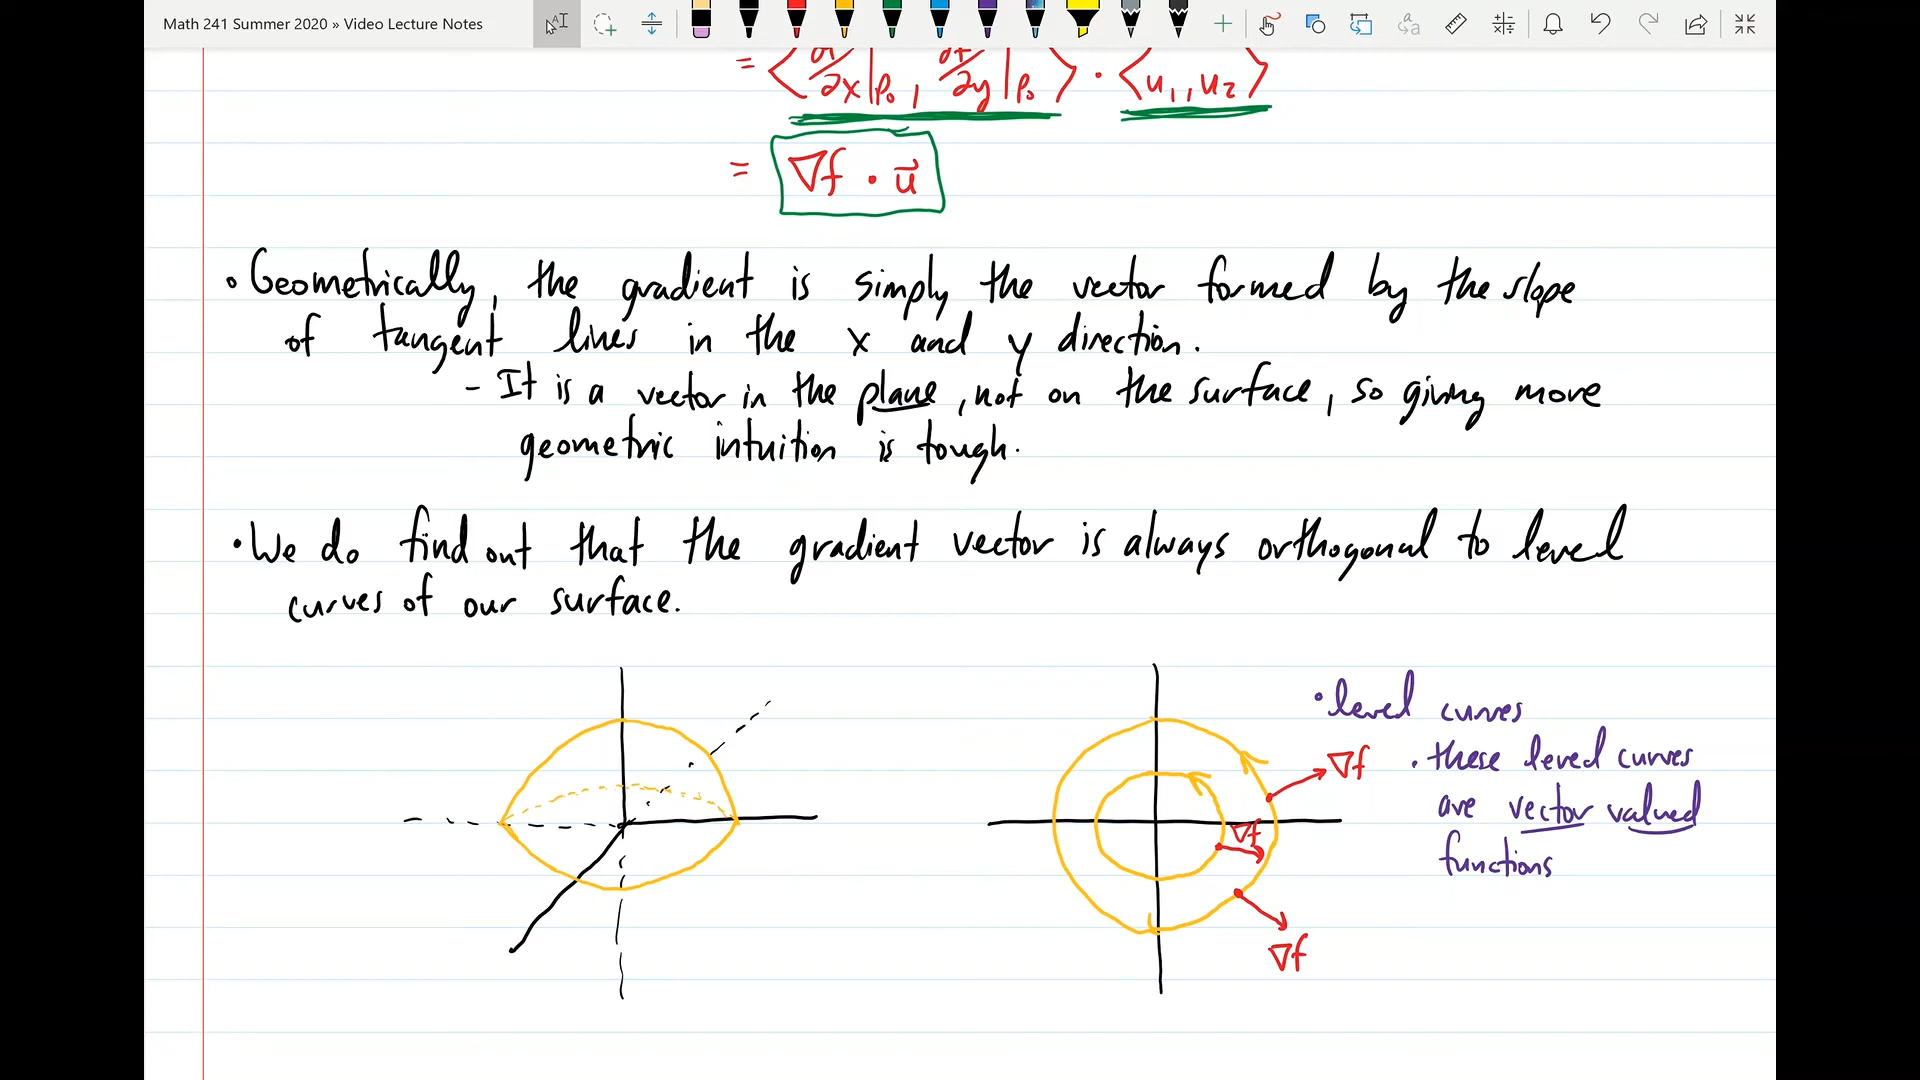 Math 241 Summer 2020 » Video Lecture Notes
= ⟨∂f/∂x|P₀, ∂f/∂y|P₀⟩ · ⟨u₁, u₂⟩
= ∇f · u⃗
• Geometrically, the gradient is simply the vector formed by the slope
of tangent lines in the x and y direction.
- It is a vector in the plane, not on the surface, so giving more
geometric intuition is tough.
• We do find out that the gradient vector is always orthogonal to level
curves of our surface.
• level curves
• these level curves
are vector valued
functions
∇f
∇f
∇f